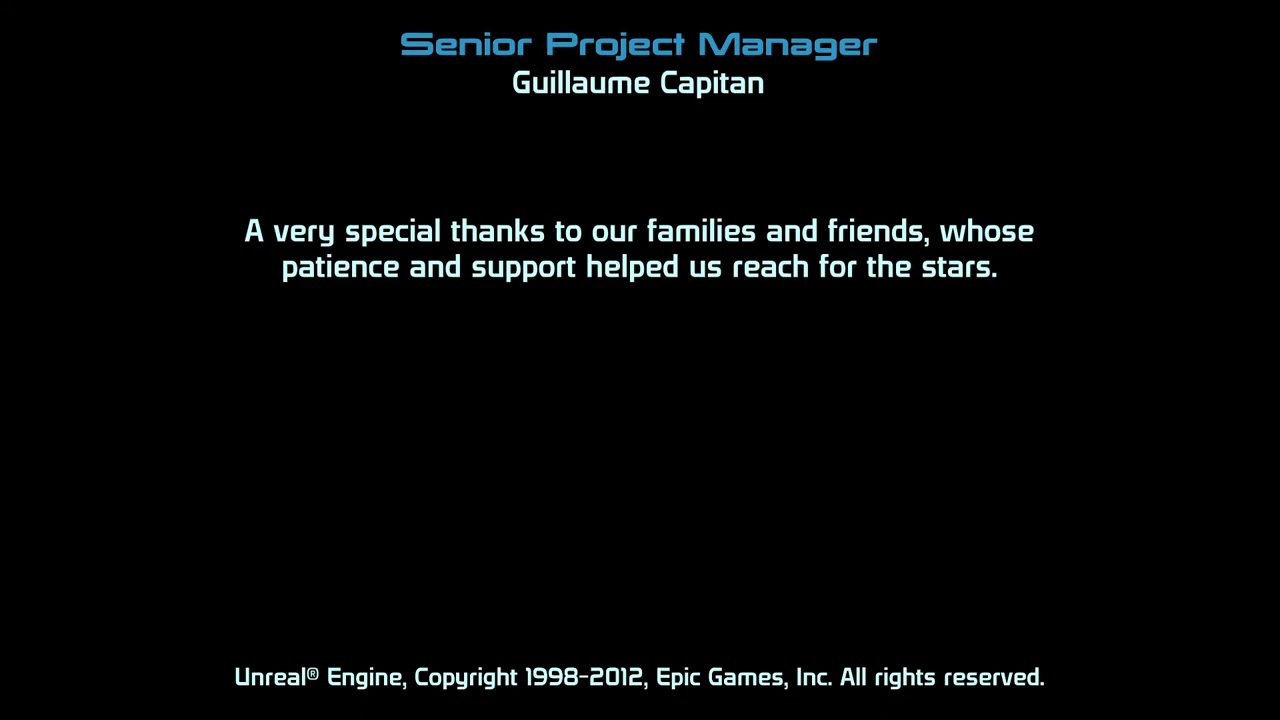 Senior Project Manager
Guillaume Capitan
A very special thanks to our families and friends, whose
patience and support helped us reach for the stars.
Unreal® Engine, Copyright 1998-2012, Epic Games, Inc. All rights reserved.